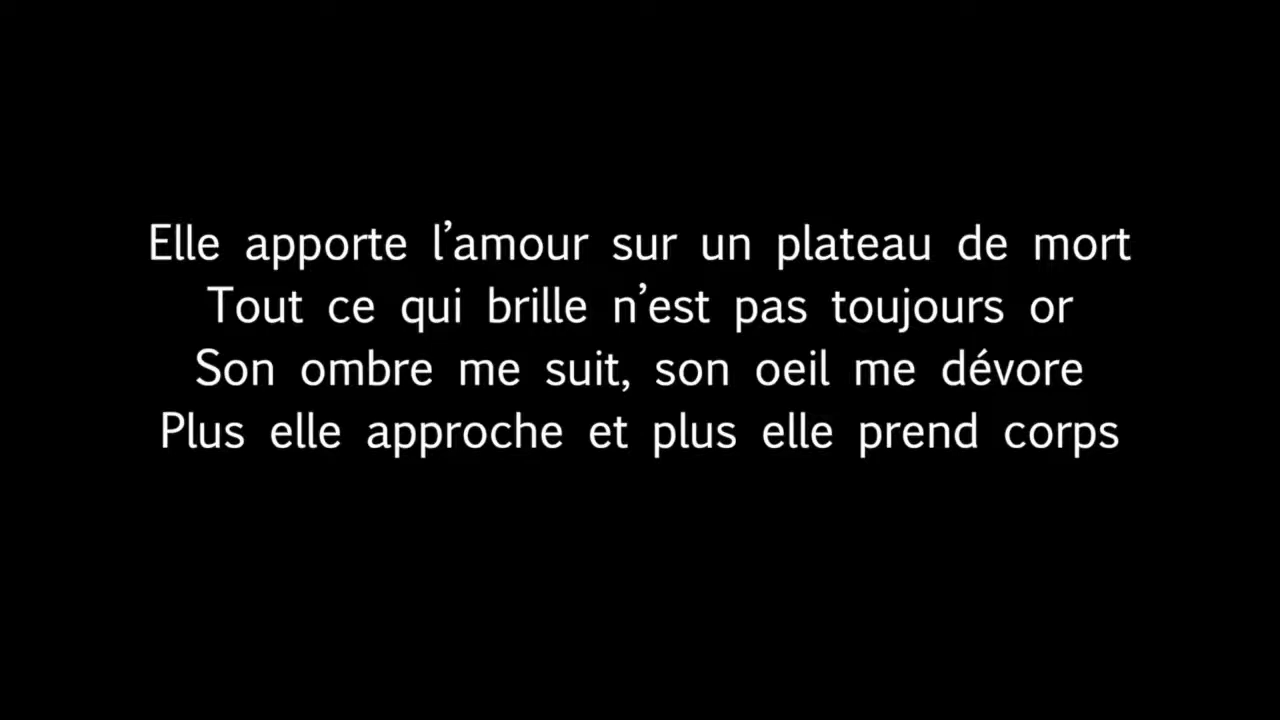 Elle apporte l’amour sur un plateau de mort
Tout ce qui brille n’est pas toujours or
Son ombre me suit, son oeil me dévore
Plus elle approche et plus elle prend corps